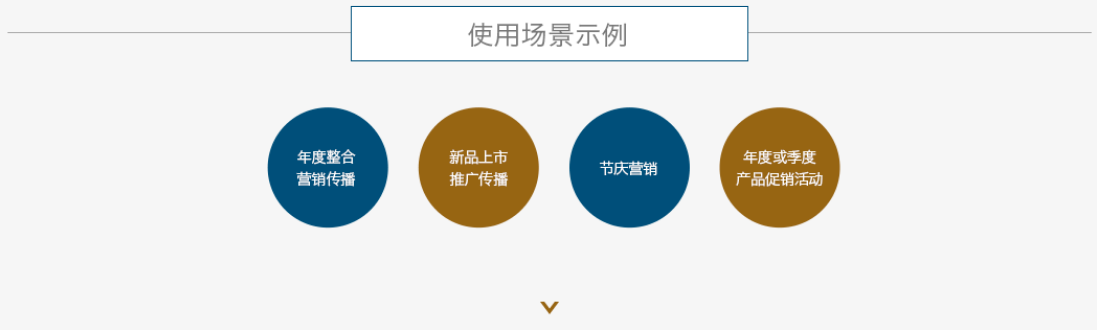 使用场景示例
年度整合
营销传播
新品上市
推广传播
节庆营销
年度或季度
产品促销活动